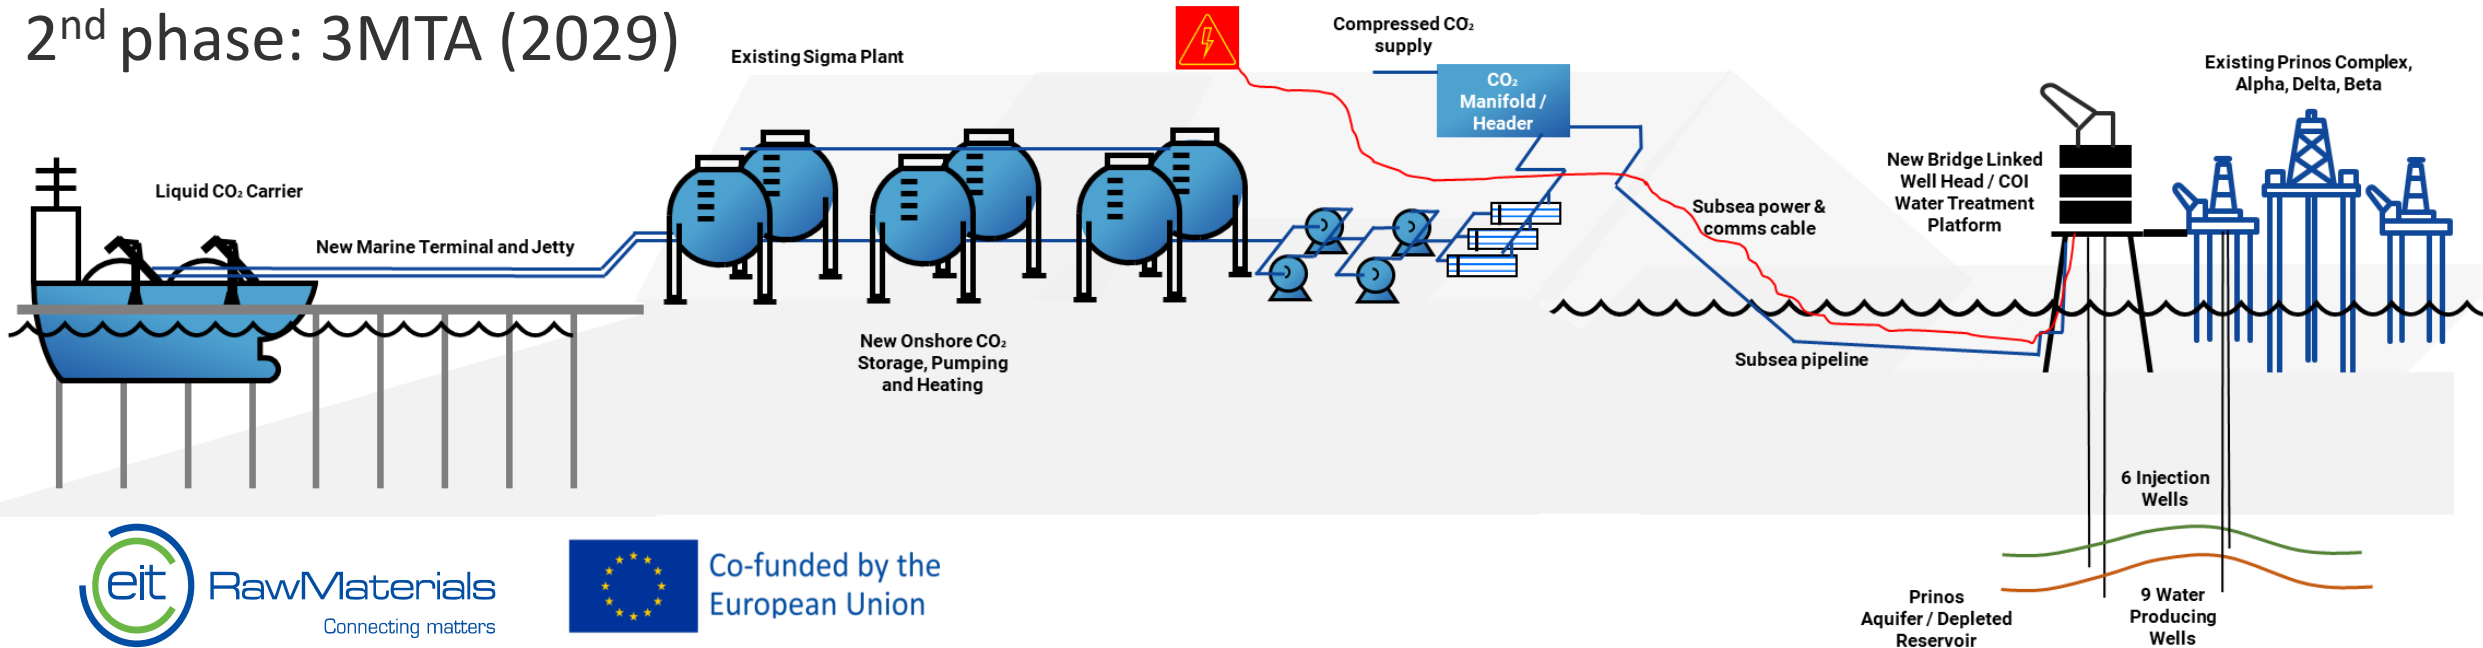 2nd phase: 3MTA (2029)
Existing Sigma Plant
Compressed CO₂
supply
CO₂
Manifold /
Header
Existing Prinos Complex,
Alpha, Delta, Beta
New Bridge Linked
Well Head / COI
Water Treatment
Platform
Liquid CO₂ Carrier
New Marine Terminal and Jetty
Subsea power &
comms cable
New Onshore CO₂
Storage, Pumping
and Heating
Subsea pipeline
6 Injection
Wells
Prinos
Aquifer / Depleted
Reservoir
9 Water
Producing
Wells
eit RawMaterials
Connecting matters
Co-funded by the
European Union